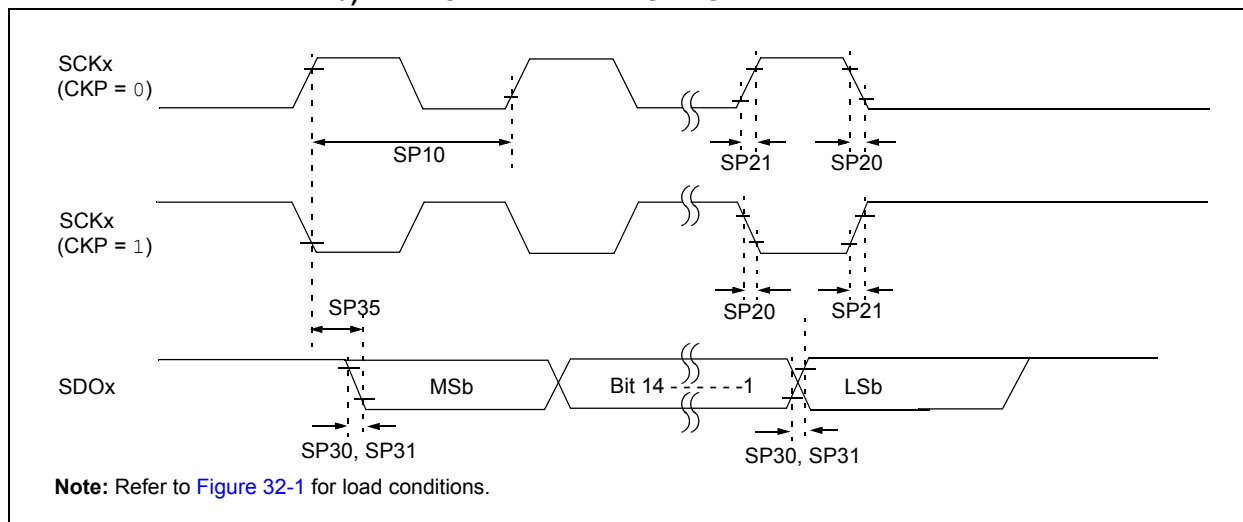 SCKx
(CKP = 0)
SP10
SP21
SP20
SCKx
(CKP = 1)
SP35
SP20
SP21
SDOx
MSb
Bit 14 - - - - - -1
LSb
SP30, SP31
SP30, SP31
Note: Refer to Figure 32-1 for load conditions.